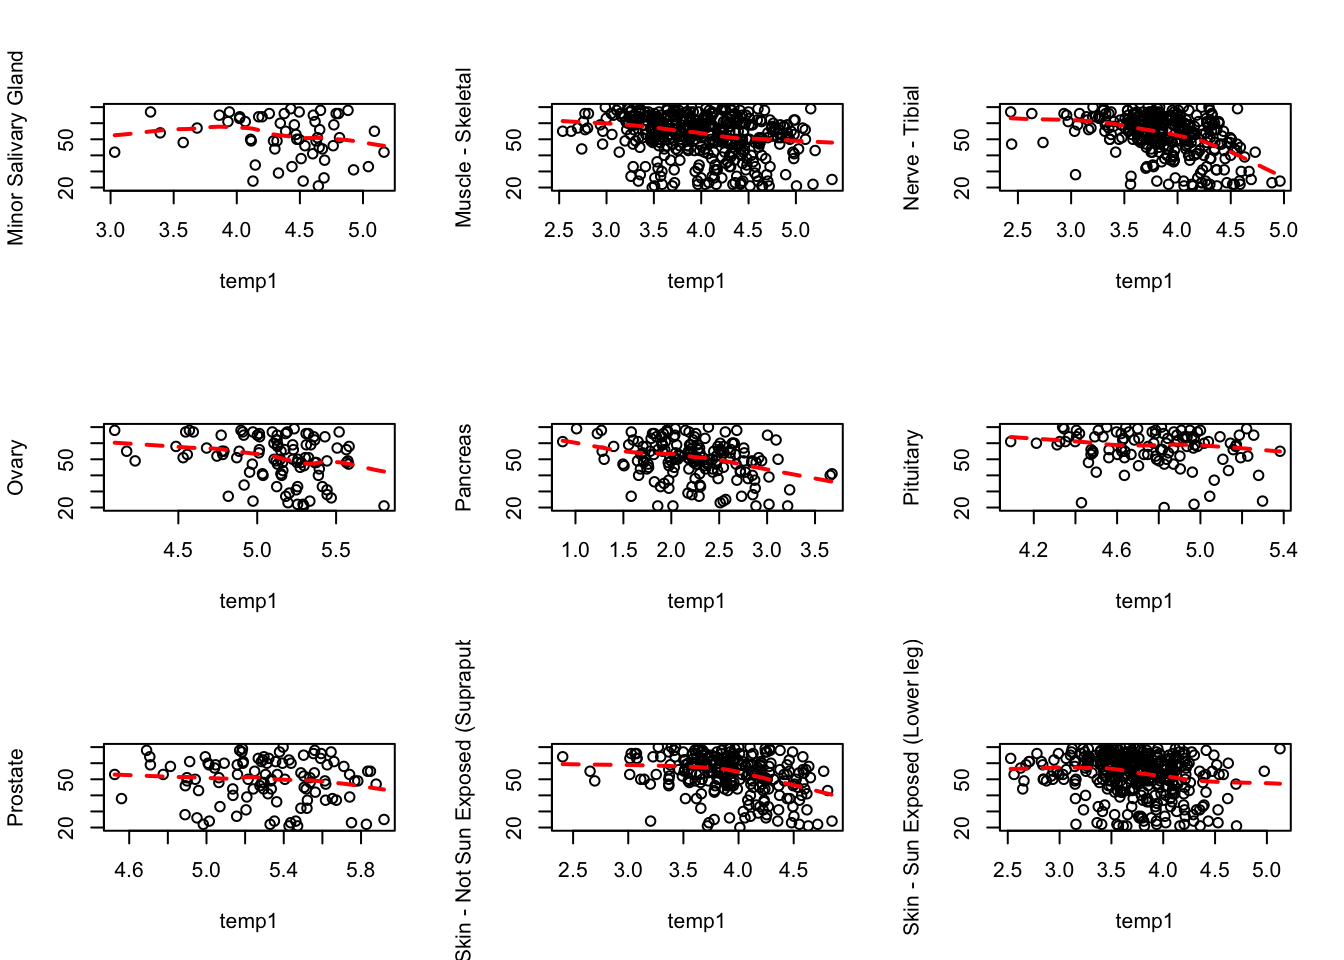 Minor Salivary Gland
50
20
3.0 3.5 4.0 4.5 5.0
temp1
Muscle - Skeletal
50
20
2.5 3.0 3.5 4.0 4.5 5.0
temp1
Nerve - Tibial
50
20
2.5 3.0 3.5 4.0 4.5 5.0
temp1
Ovary
50
20
4.5 5.0 5.5
temp1
Pancreas
50
20
1.0 1.5 2.0 2.5 3.0 3.5
temp1
Pituitary
50
20
4.2 4.6 5.0 5.4
temp1
Prostate
50
20
4.6 5.0 5.4 5.8
temp1
Skin - Not Sun Exposed (Suprapub
50
20
2.5 3.0 3.5 4.0 4.5
temp1
Skin - Sun Exposed (Lower leg)
50
20
2.5 3.0 3.5 4.0 4.5 5.0
temp1